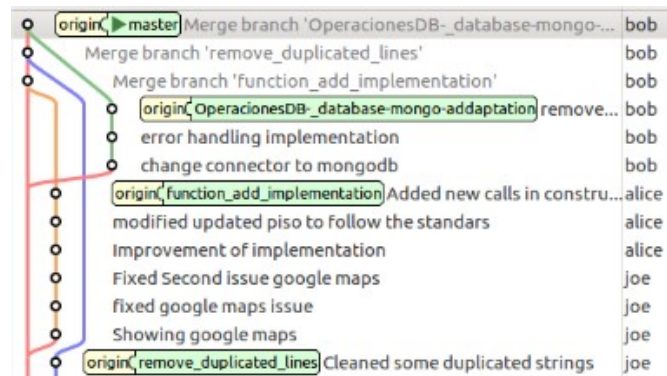 origin master Merge branch 'OperacionesDB-_database-mongo-... bob
Merge branch 'remove_duplicated_lines' bob
Merge branch 'function_add_implementation' bob
origin OperacionesDB-_database-mongo-addaptation remove... bob
error handling implementation bob
change connector to mongodb bob
origin function_add_implementation Added new calls in constru... alice
modified updated piso to follow the standars alice
Improvement of implementation alice
Fixed Second issue google maps joe
fixed google maps issue joe
Showing google maps joe
origin remove_duplicated_lines Cleaned some duplicated strings joe